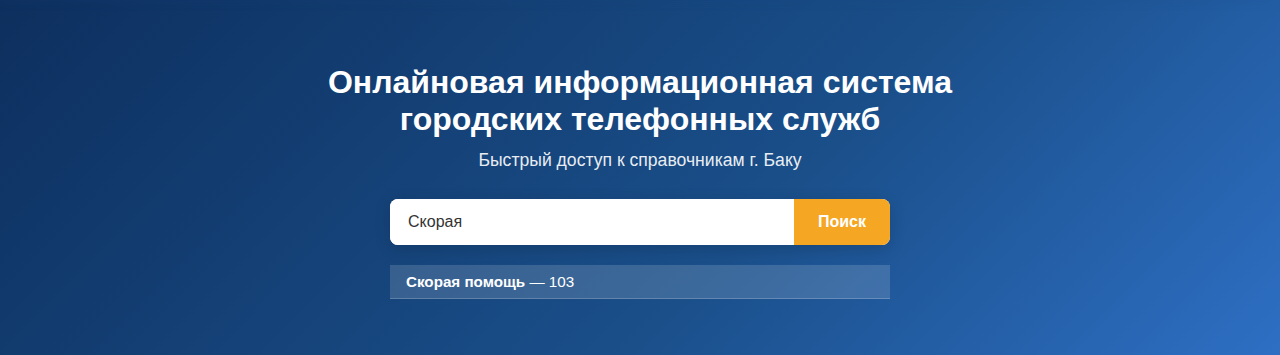 Онлайновая информационная система
городских телефонных служб
Быстрый доступ к справочникам г. Баку
Скорая
Поиск
Скорая помощь — 103